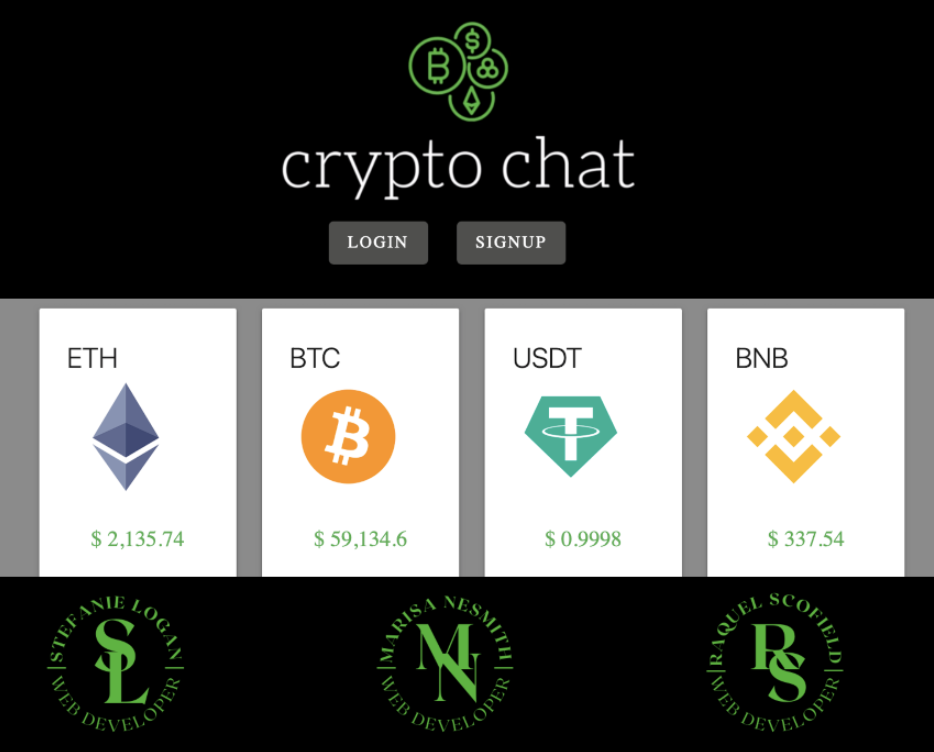 crypto chat
LOGIN SIGNUP
ETH BTC USDT BNB
$ 2,135.74 $ 59,134.6 $ 0.9998 $ 337.54
STEFANIE LOGAN
SL
WEB DEVELOPER
MARISA NESMITH
MN
WEB DEVELOPER
RAQUEL SCOFIELD
RS
WEB DEVELOPER